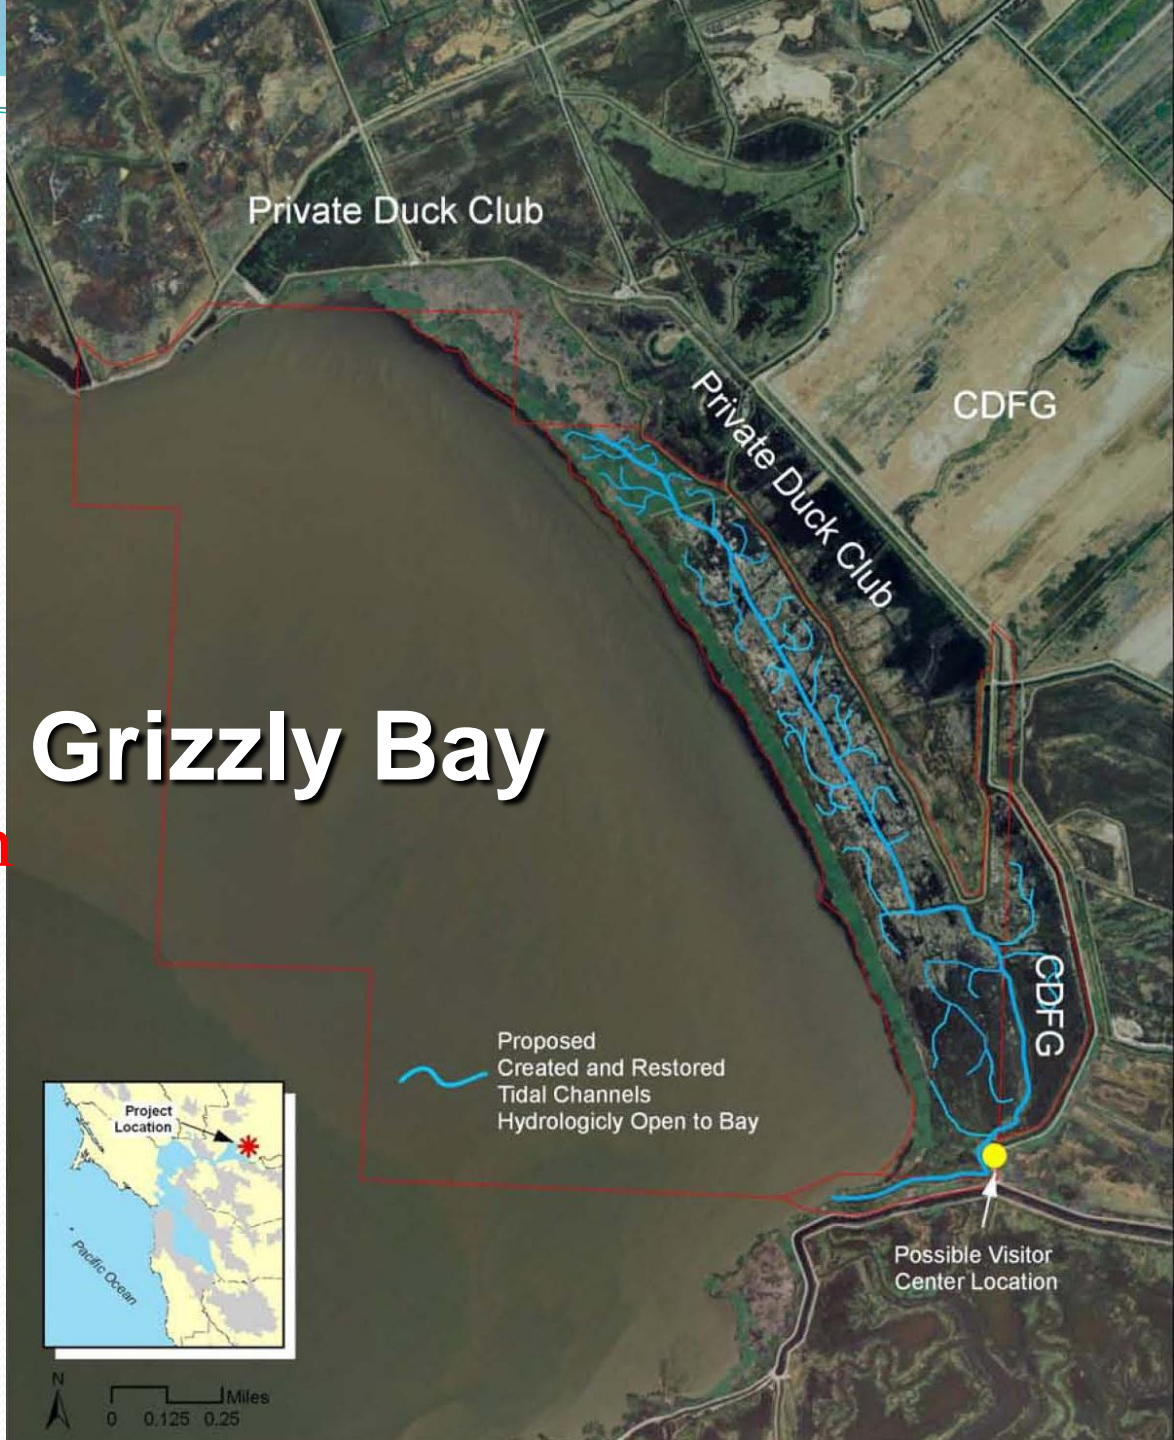 Private Duck Club
CDFG
Private Duck Club
Grizzly Bay
CDFG
Proposed
Created and Restored
Tidal Channels
Hydrologicly Open to Bay
Project
Location
Pacific Ocean
Possible Visitor
Center Location
N
Miles
0 0.125 0.25